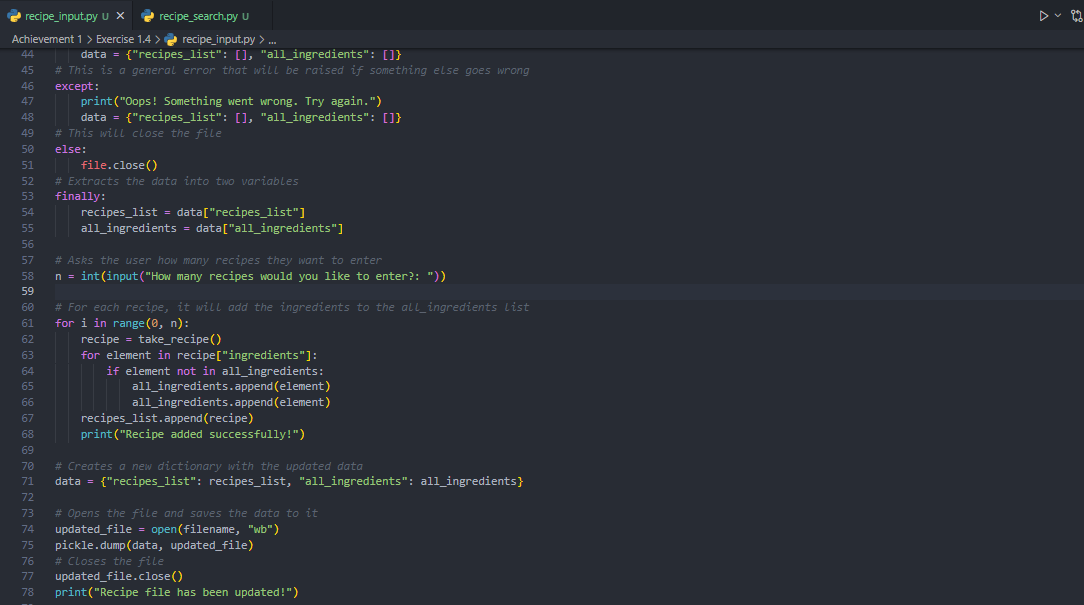 recipe_input.py U
recipe_search.py U
Achievement 1 > Exercise 1.4 > recipe_input.py > ...
44 data = {"recipes_list": [], "all_ingredients": []}
45 # This is a general error that will be raised if something else goes wrong
46 except:
47 print("Oops! Something went wrong. Try again.")
48 data = {"recipes_list": [], "all_ingredients": []}
49 # This will close the file
50 else:
51 file.close()
52 # Extracts the data into two variables
53 finally:
54 recipes_list = data["recipes_list"]
55 all_ingredients = data["all_ingredients"]
56
57 # Asks the user how many recipes they want to enter
58 n = int(input("How many recipes would you like to enter?: "))
59
60 # For each recipe, it will add the ingredients to the all_ingredients list
61 for i in range(0, n):
62 recipe = take_recipe()
63 for element in recipe["ingredients"]:
64 if element not in all_ingredients:
65 all_ingredients.append(element)
66 all_ingredients.append(element)
67 recipes_list.append(recipe)
68 print("Recipe added successfully!")
69
70 # Creates a new dictionary with the updated data
71 data = {"recipes_list": recipes_list, "all_ingredients": all_ingredients}
72
73 # Opens the file and saves the data to it
74 updated_file = open(filename, "wb")
75 pickle.dump(data, updated_file)
76 # Closes the file
77 updated_file.close()
78 print("Recipe file has been updated!")